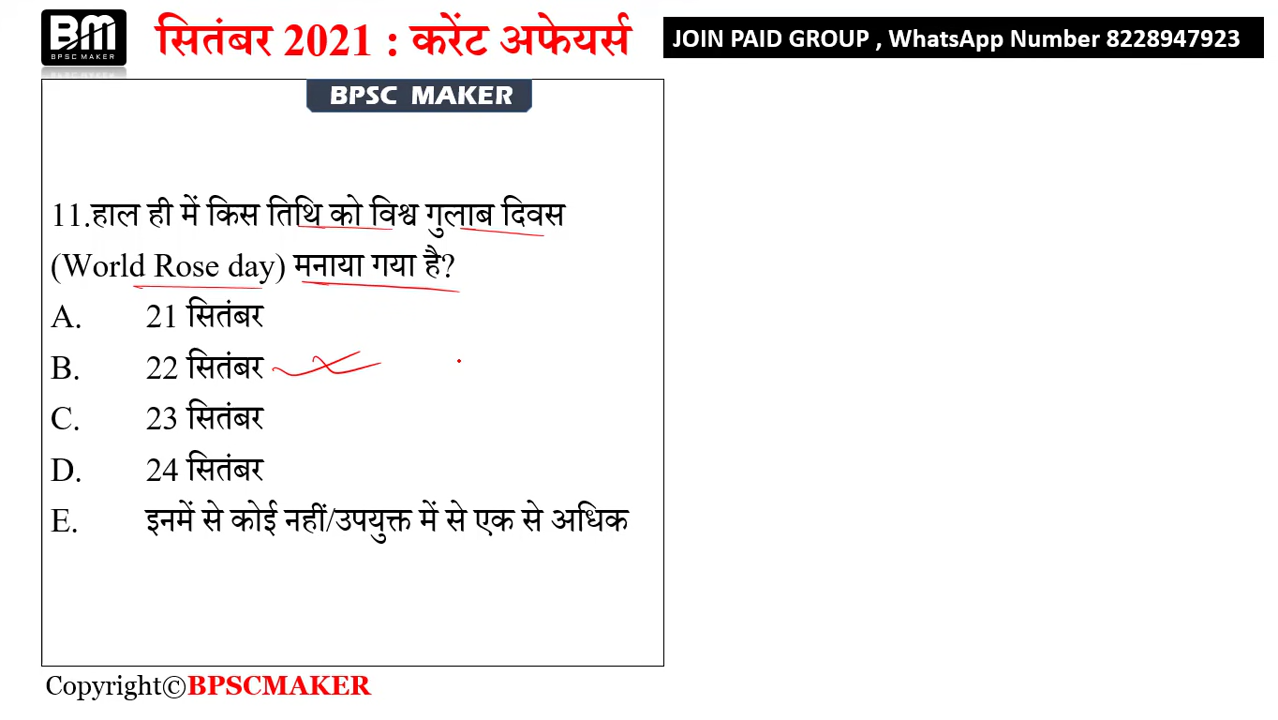 BM
BPSC MAKER
सितंबर 2021 : करेंट अफेयर्स
JOIN PAID GROUP , WhatsApp Number 8228947923
BPSC MAKER
11.हाल ही में किस तिथि को विश्व गुलाब दिवस
(World Rose day) मनाया गया है?
A. 21 सितंबर
B. 22 सितंबर
C. 23 सितंबर
D. 24 सितंबर
E. इनमें से कोई नहीं/उपयुक्त में से एक से अधिक
Copyright©BPSCMAKER